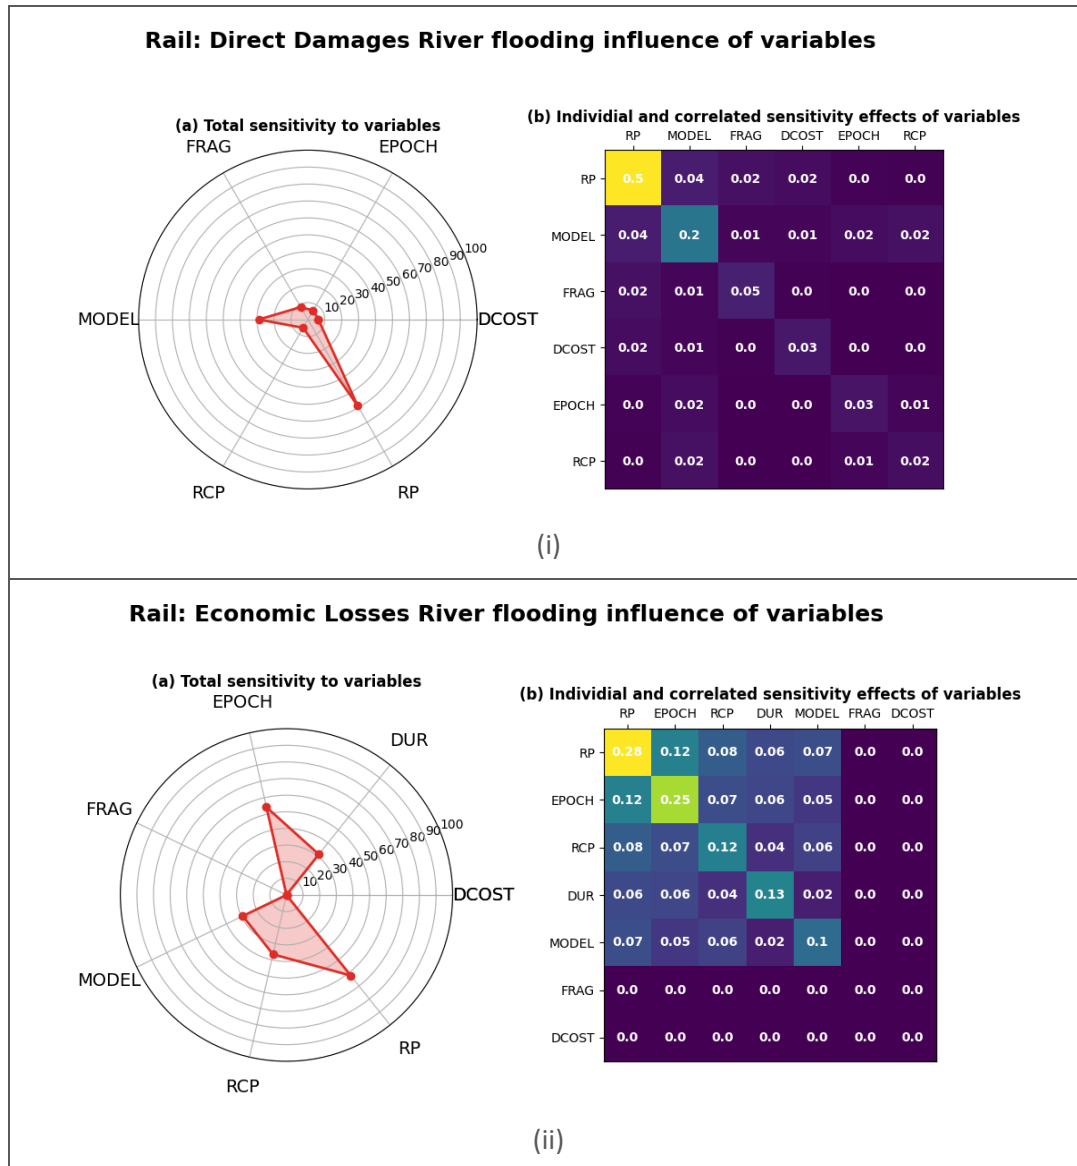 Rail: Direct Damages River flooding influence of variables
(a) Total sensitivity to variables
FRAG
EPOCH
MODEL
DCOST
RCP
RP
10 20 30 40 50 60 70 80 90 100
(b) Individial and correlated sensitivity effects of variables
RP MODEL FRAG DCOST EPOCH RCP
RP 0.5 0.04 0.02 0.02 0.0 0.0
MODEL 0.04 0.2 0.01 0.01 0.02 0.02
FRAG 0.02 0.01 0.05 0.0 0.0 0.0
DCOST 0.02 0.01 0.0 0.03 0.0 0.0
EPOCH 0.0 0.02 0.0 0.0 0.03 0.01
RCP 0.0 0.02 0.0 0.0 0.01 0.02
(i)
Rail: Economic Losses River flooding influence of variables
(a) Total sensitivity to variables
EPOCH
DUR
FRAG
DCOST
MODEL
RP
RCP
10 20 30 40 50 60 70 80 90 100
(b) Individial and correlated sensitivity effects of variables
RP EPOCH RCP DUR MODEL FRAG DCOST
RP 0.28 0.12 0.08 0.06 0.07 0.0 0.0
EPOCH 0.12 0.25 0.07 0.06 0.05 0.0 0.0
RCP 0.08 0.07 0.12 0.04 0.06 0.0 0.0
DUR 0.06 0.06 0.04 0.13 0.02 0.0 0.0
MODEL 0.07 0.05 0.06 0.02 0.1 0.0 0.0
FRAG 0.0 0.0 0.0 0.0 0.0 0.0 0.0
DCOST 0.0 0.0 0.0 0.0 0.0 0.0 0.0
(ii)